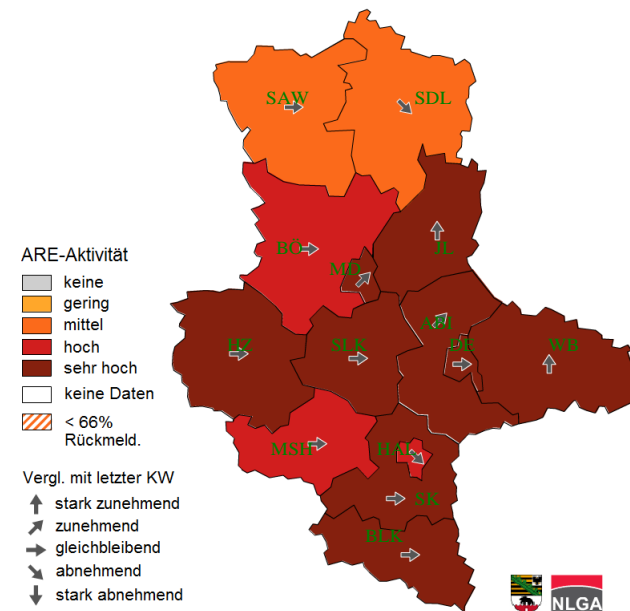 SAW
SDL
BÖ
MD
JL
ABI
HZ
SLK
DE
WB
MSH
HAL
SK
BLK
ARE-Aktivität
keine
gering
mittel
hoch
sehr hoch
keine Daten
< 66%
Rückmeld.
Vergl. mit letzter KW
stark zunehmend
zunehmend
gleichbleibend
abnehmend
stark abnehmend
NLGA